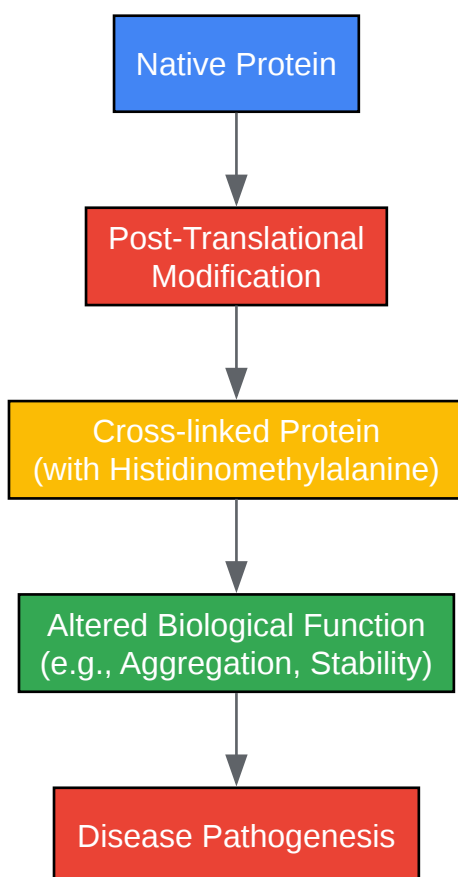 Native Protein
Post-Translational
Modification
Cross-linked Protein
(with Histidinomethylalanine)
Altered Biological Function
(e.g., Aggregation, Stability)
Disease Pathogenesis